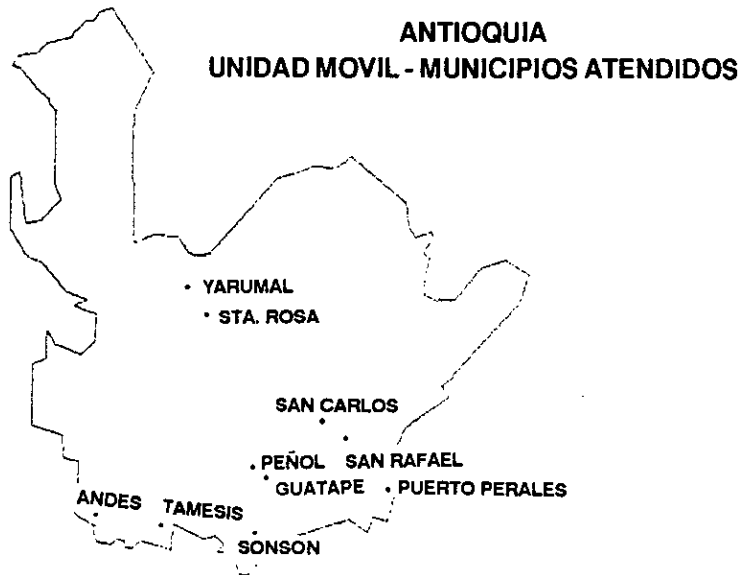 ANTIOQUIA
UNIDAD MOVIL - MUNICIPIOS ATENDIDOS
YARUMAL
STA. ROSA
SAN CARLOS
PEÑOL SAN RAFAEL
GUATAPE PUERTO PERALES
ANDES TAMESIS
SONSON